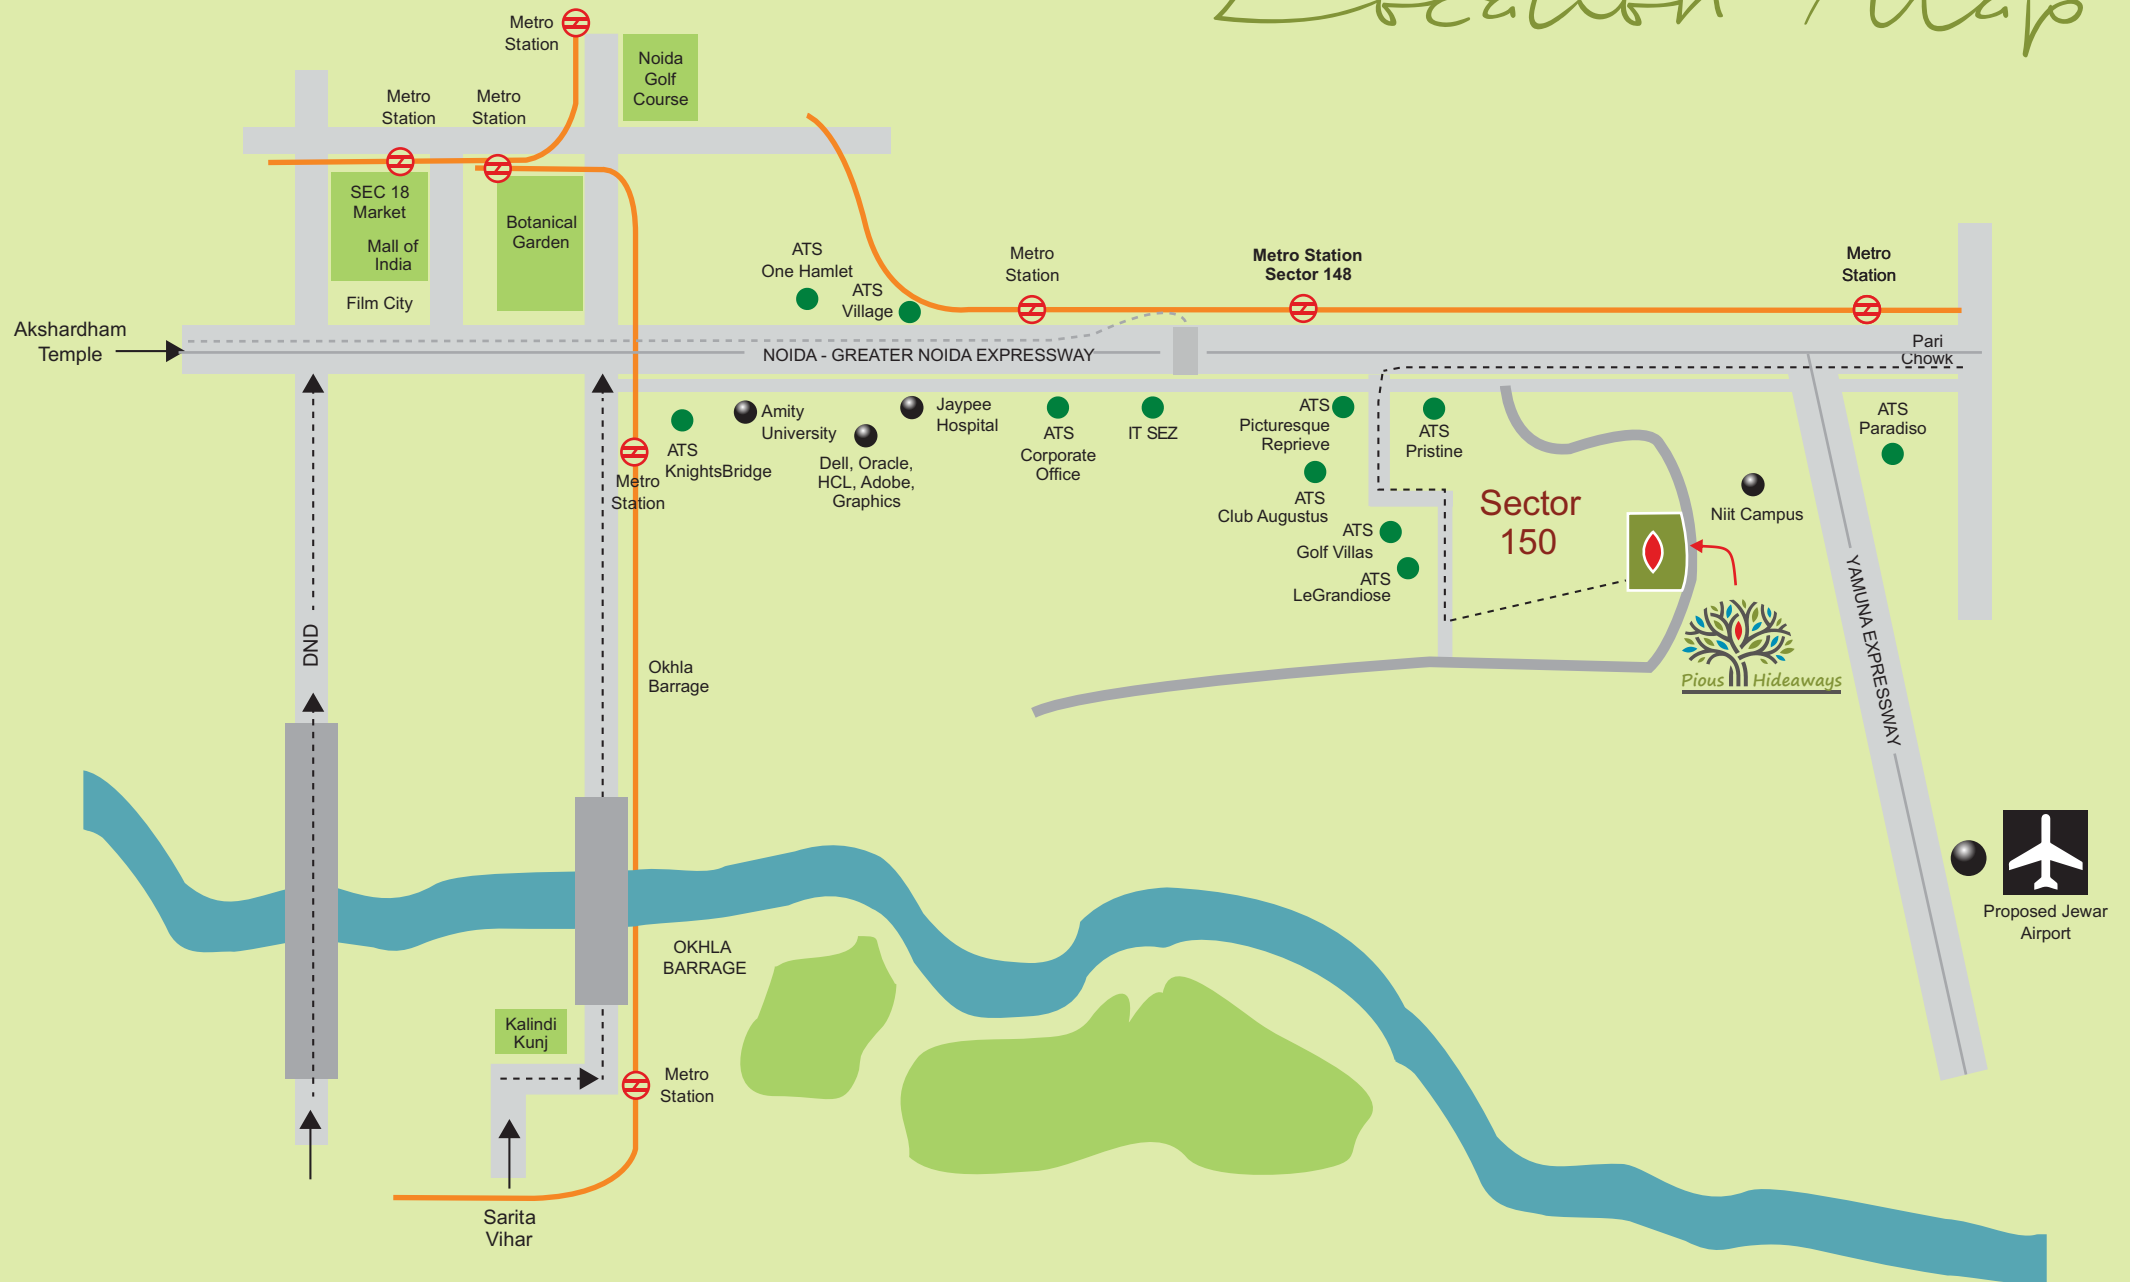 Location Map
Metro
Station
Noida
Golf
Course
Metro
Station
Metro
Station
SEC 18
Market
Mall of
India
Film City
Botanical
Garden
ATS
One Hamlet
ATS
Village
Metro
Station
Metro Station
Sector 148
Metro
Station
Akshardham
Temple
NOIDA - GREATER NOIDA EXPRESSWAY
Pari
Chowk
ATS
KnightsBridge
Amity
University
Dell, Oracle,
HCL, Adobe,
Graphics
Jaypee
Hospital
ATS
Corporate
Office
IT SEZ
ATS
Picturesque
Reprieve
ATS
Pristine
ATS
Paradiso
Metro
Station
ATS
Club Augustus
ATS
Golf Villas
ATS
LeGrandiose
Sector
150
Niit Campus
Pious Hideaways
YAMUNA EXPRESSWAY
DND
Okhla
Barrage
Proposed Jewar
Airport
OKHLA
BARRAGE
Kalindi
Kunj
Metro
Station
Sarita
Vihar